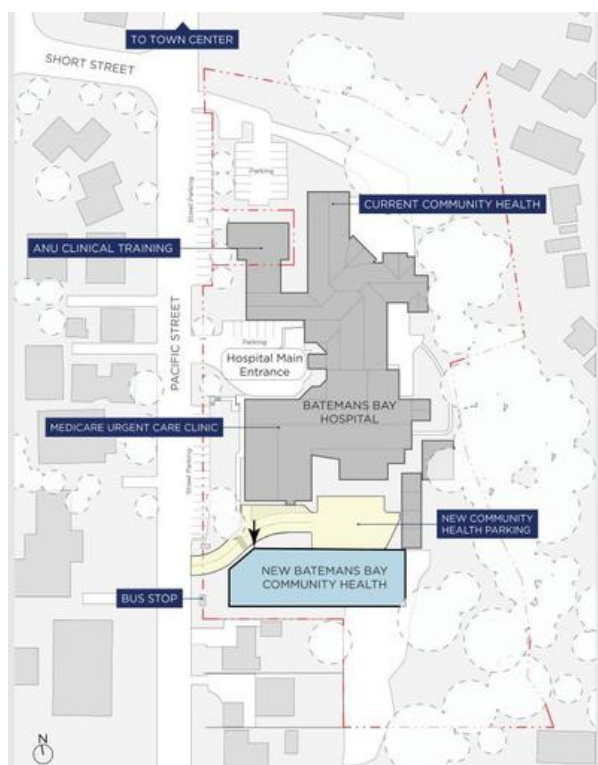 TO TOWN CENTER
SHORT STREET
Parking
Street Parking
CURRENT COMMUNITY HEALTH
ANU CLINICAL TRAINING
PACIFIC STREET
Parking
Hospital Main
Entrance
BATEMANS BAY
HOSPITAL
MEDICARE URGENT CARE CLINIC
Street Parking
NEW COMMUNITY
HEALTH PARKING
NEW BATEMANS BAY
COMMUNITY HEALTH
BUS STOP
N